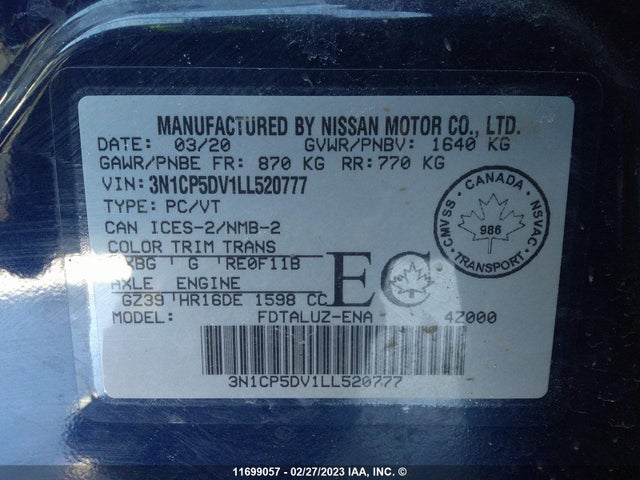 MANUFACTURED BY NISSAN MOTOR CO., LTD.
DATE: 03/20 GVWR/PNBV: 1640 KG
GAWR/PNBE FR: 870 KG RR: 770 KG
VIN: 3N1CP5DV1LL520777
TYPE: PC/VT
CAN ICES-2/NMB-2
COLOR TRIM TRANS
XBG ' G ' RE0F11B
AXLE ENGINE
GZ39 ' HR16DE 1598 CC
MODEL: FDTALUZ-ENA 4Z000
3N1CP5DV1LL520777
EC
CANADA
CMVSS
NSVAC
986
TRANSPORT
11699057 - 02/27/2023 IAA, INC. ©